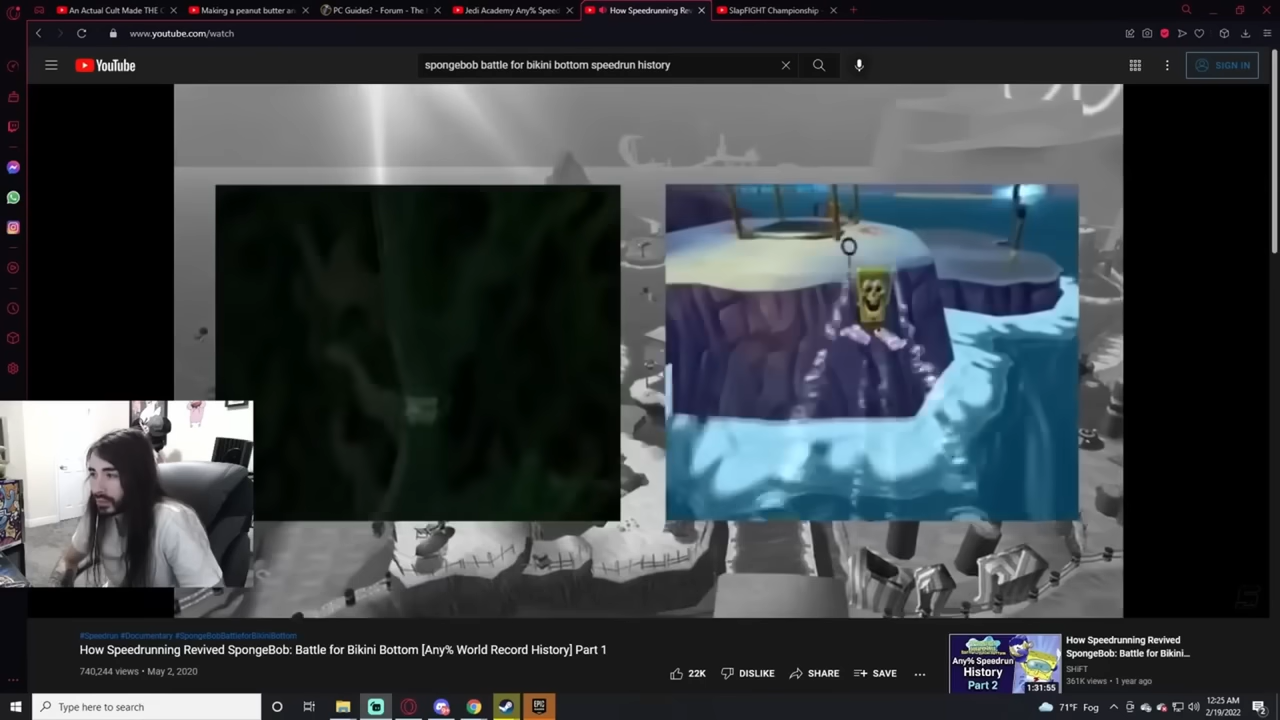 An Actual Cult Made THE C
Making a peanut butter an
PC Guides? - Forum - The
Jedi Academy Any% Speed
How Speedrunning Rev
SlapFIGHT Championship
www.youtube.com/watch
YouTube
spongebob battle for bikini bottom speedrun history
SIGN IN
#Speedrun #Documentary #SpongeBobBattleforBikiniBottom
How Speedrunning Revived SpongeBob: Battle for Bikini Bottom [Any% World Record History] Part 1
740,244 views • May 2, 2020
22K
DISLIKE
SHARE
SAVE
Any% Speedrun
History
Part 2
1:31:55
How Speedrunning Revived
SpongeBob: Battle for Bikini...
SHIFT
361K views • 1 year ago
Type here to search
71°F Fog
12:25 AM
2/19/2022
2